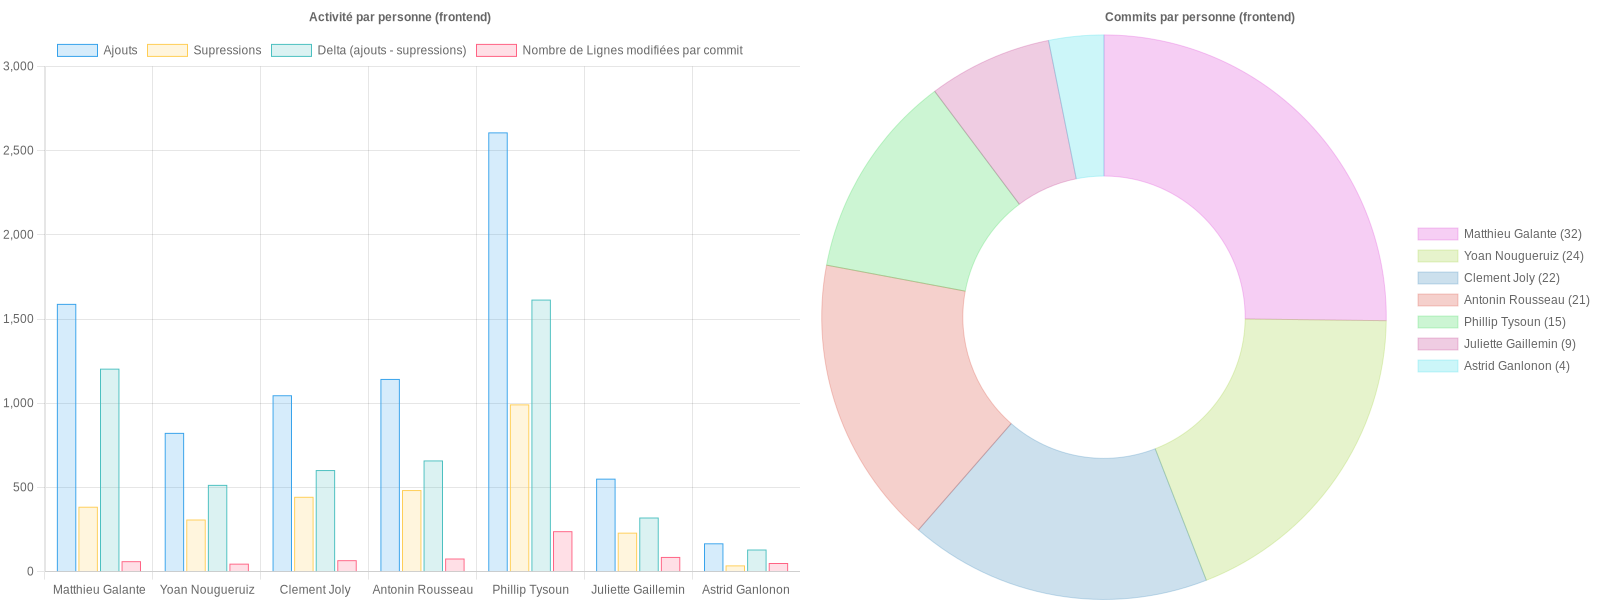 Activité par personne (frontend)
Ajouts Supressions Delta (ajouts - supressions) Nombre de Lignes modifiées par commit
3,000
2,500
2,000
1,500
1,000
500
0
Matthieu Galante Yoan Nougueruiz Clement Joly Antonin Rousseau Phillip Tysoun Juliette Gaillemin Astrid Ganlonon
Commits par personne (frontend)
Matthieu Galante (32)
Yoan Nougueruiz (24)
Clement Joly (22)
Antonin Rousseau (21)
Phillip Tysoun (15)
Juliette Gaillemin (9)
Astrid Ganlonon (4)